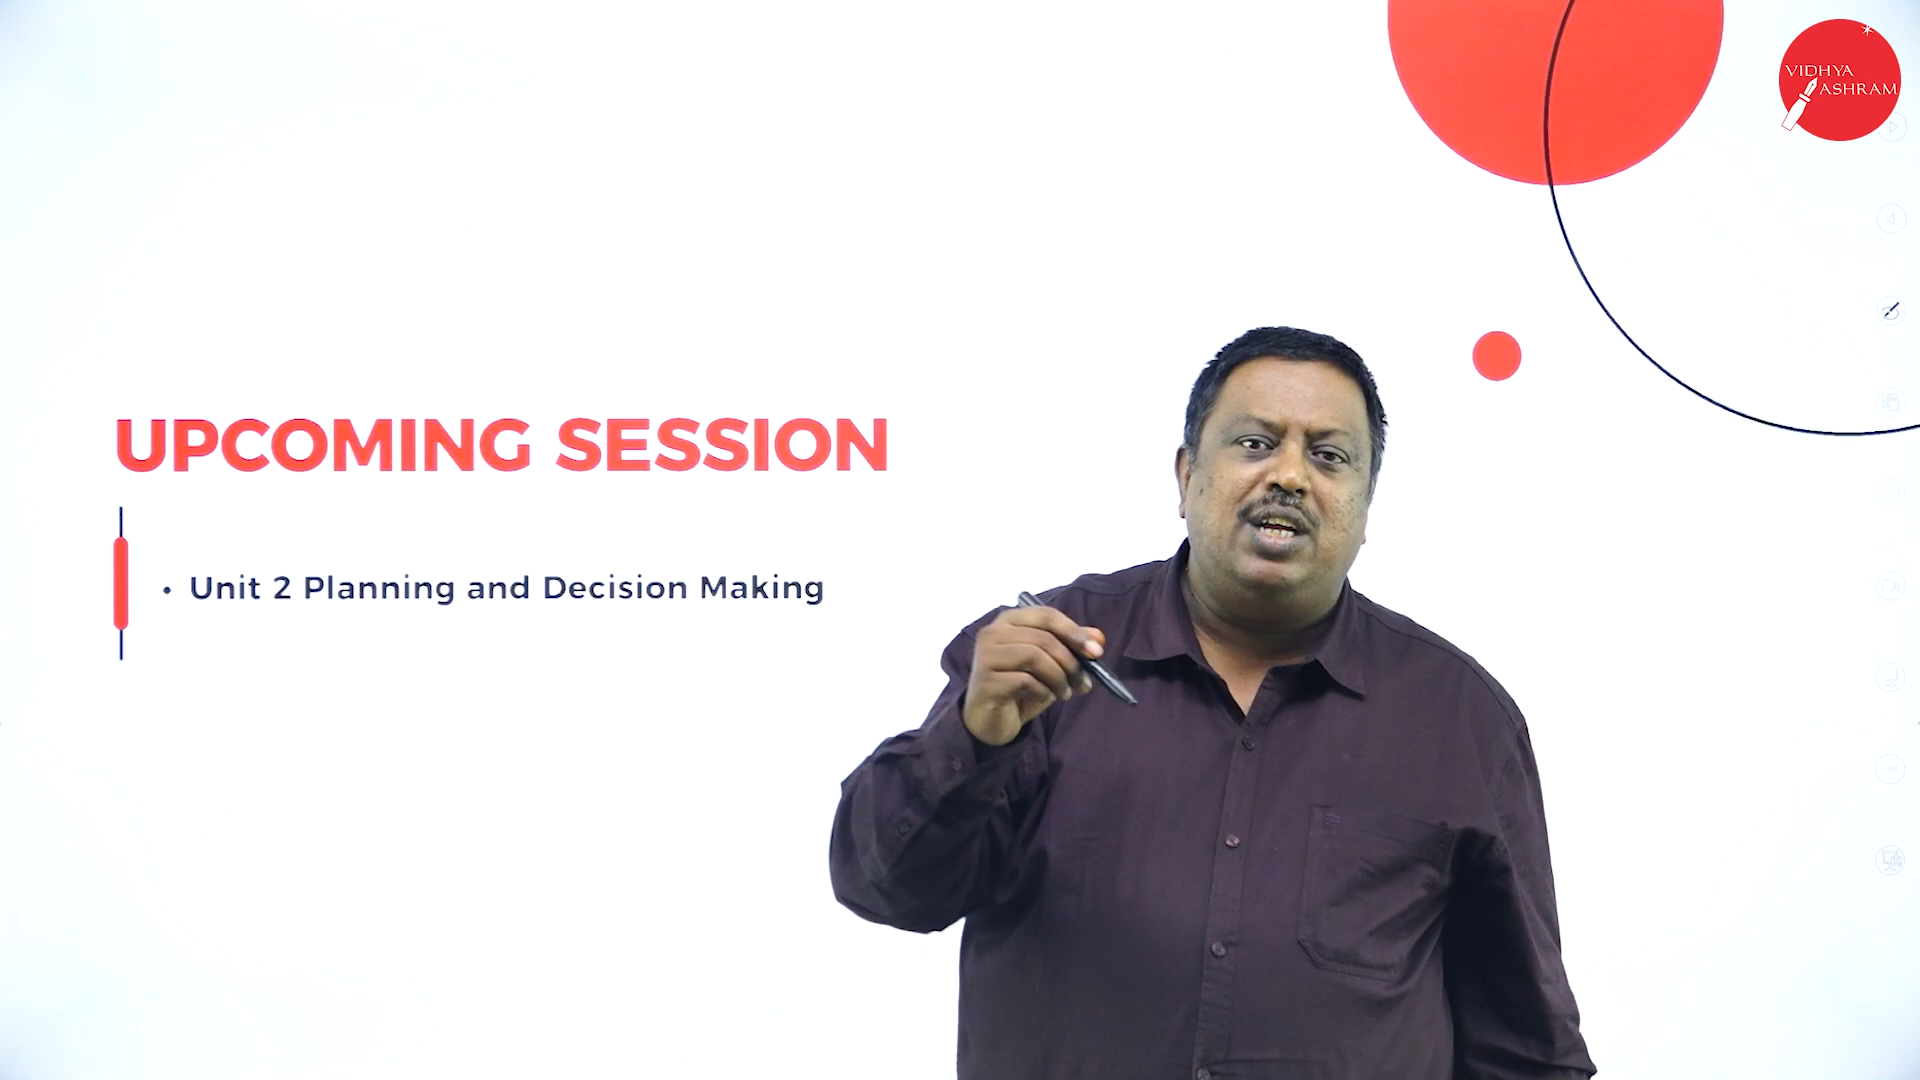 VIDHYA
ASHRAM
UPCOMING SESSION
• Unit 2 Planning and Decision Making